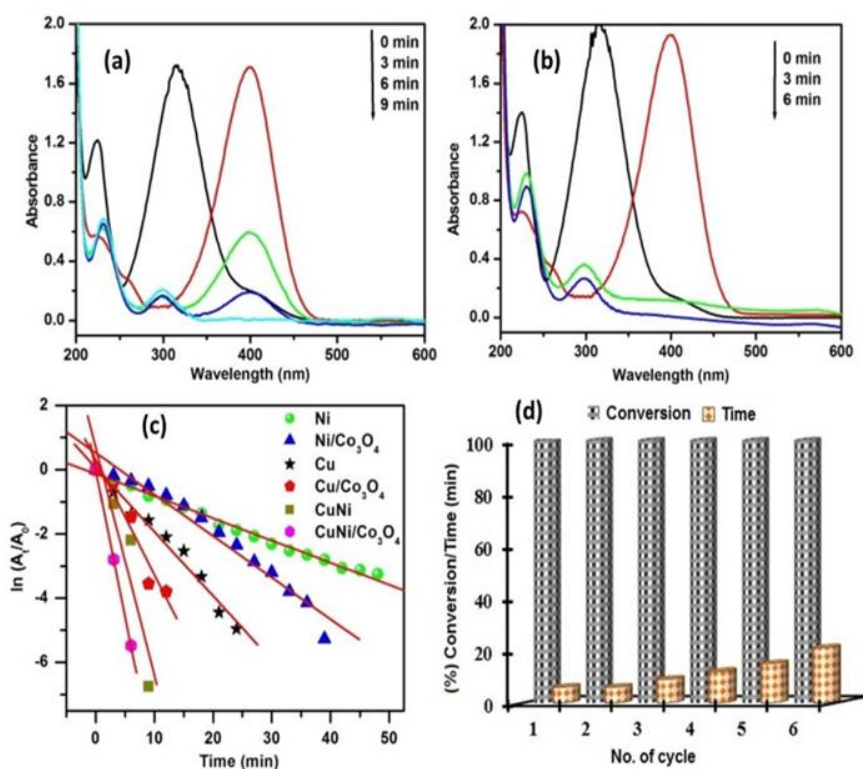 (a)
0 min
3 min
6 min
9 min
2.0
1.6
1.2
0.8
0.4
0.0
Absorbance
200 300 400 500 600
Wavelength (nm)
(b)
0 min
3 min
6 min
2.0
1.6
1.2
0.8
0.4
0.0
Absorbance
200 300 400 500 600
Wavelength (nm)
(c)
Ni
Ni/Co₃O₄
Cu
Cu/Co₃O₄
CuNi
CuNi/Co₃O₄
2
0
-2
-4
-6
ln (Aₜ/A₀)
0 10 20 30 40 50
Time (min)
(d)
Conversion Time
100
80
60
40
20
0
(%) Conversion/Time (min)
1 2 3 4 5 6
No. of cycle